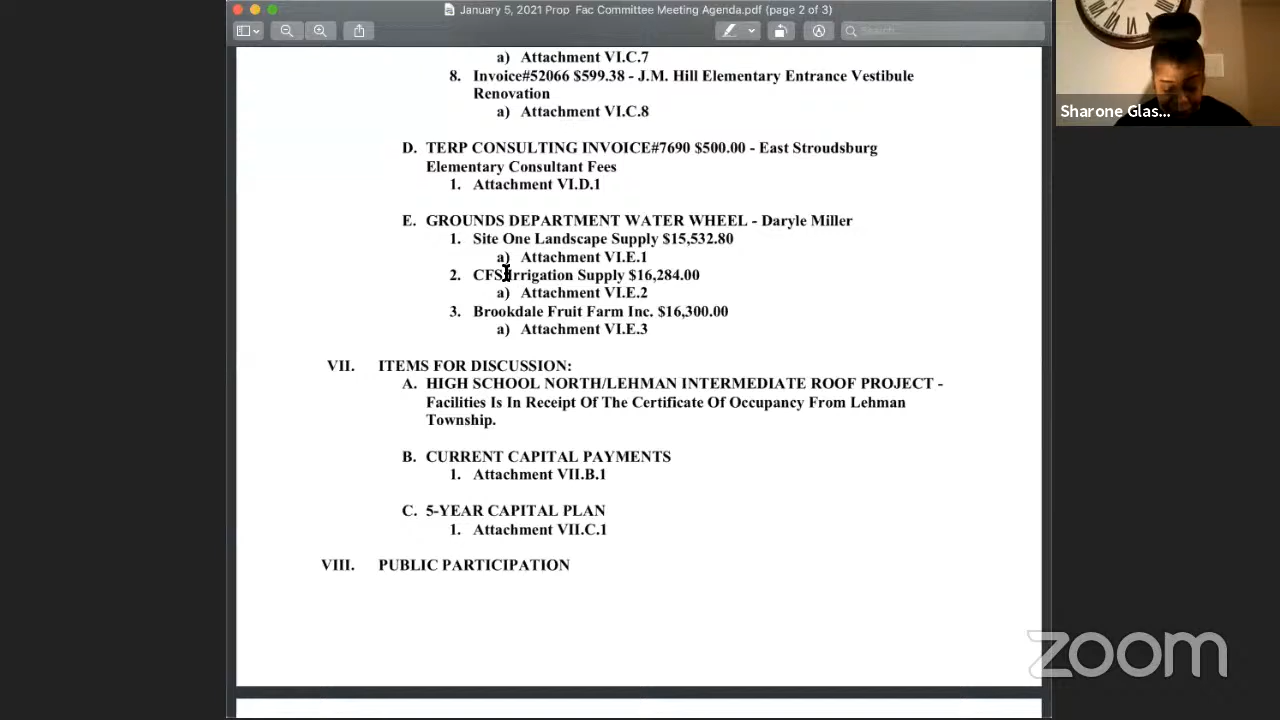 January 5, 2021 Prop Fac Committee Meeting Agenda.pdf (page 2 of 3)
Search
a) Attachment VI.C.7
8. Invoice#52066 $599.38 - J.M. Hill Elementary Entrance Vestibule
Renovation
a) Attachment VI.C.8
D. TERP CONSULTING INVOICE#7690 $500.00 - East Stroudsburg
Elementary Consultant Fees
1. Attachment VI.D.1
E. GROUNDS DEPARTMENT WATER WHEEL - Daryle Miller
1. Site One Landscape Supply $15,532.80
a) Attachment VI.E.1
2. CFS Irrigation Supply $16,284.00
a) Attachment VI.E.2
3. Brookdale Fruit Farm Inc. $16,300.00
a) Attachment VI.E.3
VII. ITEMS FOR DISCUSSION:
A. HIGH SCHOOL NORTH/LEHMAN INTERMEDIATE ROOF PROJECT -
Facilities Is In Receipt Of The Certificate Of Occupancy From Lehman
Township.
B. CURRENT CAPITAL PAYMENTS
1. Attachment VII.B.1
C. 5-YEAR CAPITAL PLAN
1. Attachment VII.C.1
VIII. PUBLIC PARTICIPATION
Sharone Glas...
zoom